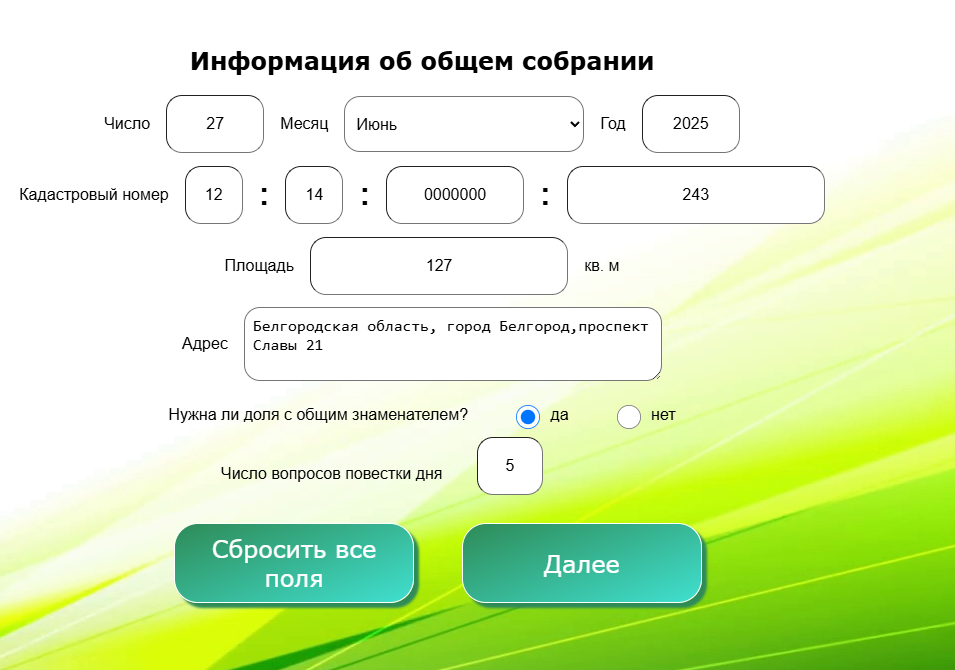 Информация об общем собрании
Число 27 Месяц Июнь Год 2025
Кадастровый номер 12 : 14 : 0000000 : 243
Площадь 127 кв. м
Адрес Белгородская область, город Белгород,проспект
Славы 21
Нужна ли доля с общим знаменателем? да нет
Число вопросов повестки дня 5
Сбросить все
поля
Далее